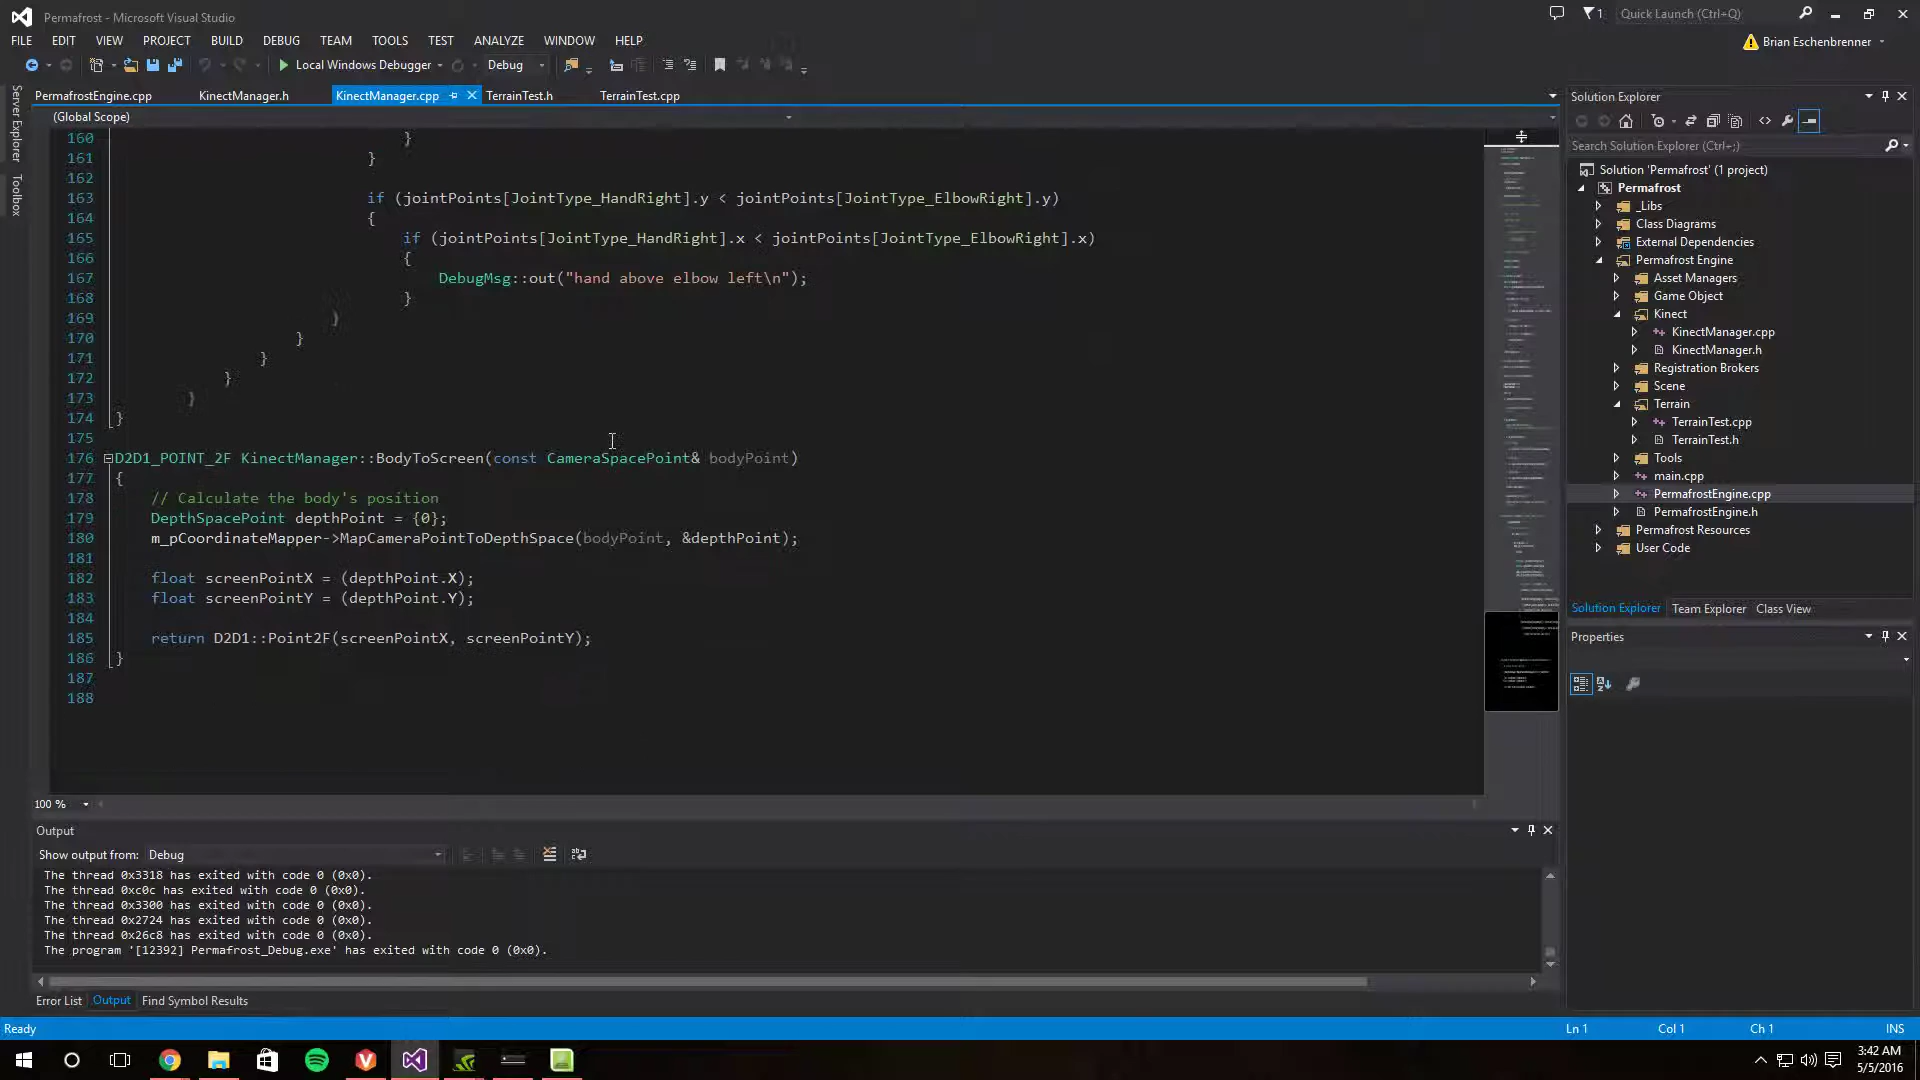 Permafrost - Microsoft Visual Studio
1
Quick Launch (Ctrl+Q)
FILE EDIT VIEW PROJECT BUILD DEBUG TEAM TOOLS TEST ANALYZE WINDOW HELP
Brian Eschenbrenner
Local Windows Debugger
Debug
Server Explorer
Toolbox
PermafrostEngine.cpp KinectManager.h KinectManager.cpp TerrainTest.h TerrainTest.cpp
(Global Scope)
160 }
161 }
162
163 if (jointPoints[JointType_HandRight].y < jointPoints[JointType_ElbowRight].y)
164 {
165 if (jointPoints[JointType_HandRight].x < jointPoints[JointType_ElbowRight].x)
166 {
167 DebugMsg::out("hand above elbow left\n");
168 }
169 }
170 }
171 }
172 }
173 }
174 }
175
176 D2D1_POINT_2F KinectManager::BodyToScreen(const CameraSpacePoint& bodyPoint)
177 {
178 // Calculate the body's position
179 DepthSpacePoint depthPoint = {0};
180 m_pCoordinateMapper->MapCameraPointToDepthSpace(bodyPoint, &depthPoint);
181
182 float screenPointX = (depthPoint.X);
183 float screenPointY = (depthPoint.Y);
184
185 return D2D1::Point2F(screenPointX, screenPointY);
186 }
187
188
100 %
Output
Show output from: Debug
The thread 0x3318 has exited with code 0 (0x0).
The thread 0xc0c has exited with code 0 (0x0).
The thread 0x3300 has exited with code 0 (0x0).
The thread 0x2724 has exited with code 0 (0x0).
The thread 0x26c8 has exited with code 0 (0x0).
The program '[12392] Permafrost_Debug.exe' has exited with code 0 (0x0).
Error List Output Find Symbol Results
Solution Explorer
Search Solution Explorer (Ctrl+;)
Solution 'Permafrost' (1 project)
Permafrost
_Libs
Class Diagrams
External Dependencies
Permafrost Engine
Asset Managers
Game Object
Kinect
KinectManager.cpp
KinectManager.h
Registration Brokers
Scene
Terrain
TerrainTest.cpp
TerrainTest.h
Tools
main.cpp
PermafrostEngine.cpp
PermafrostEngine.h
Permafrost Resources
User Code
Solution Explorer Team Explorer Class View
Properties
Ready
Ln 1 Col 1 Ch 1 INS
3:42 AM
5/5/2016